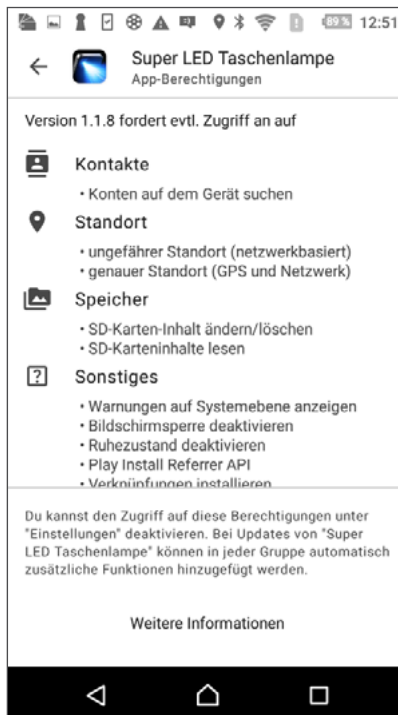 89 % 12:51
Super LED Taschenlampe
App-Berechtigungen
Version 1.1.8 fordert evtl. Zugriff an auf
Kontakte
• Konten auf dem Gerät suchen
Standort
• ungefährer Standort (netzwerkbasiert)
• genauer Standort (GPS und Netzwerk)
Speicher
• SD-Karten-Inhalt ändern/löschen
• SD-Karteninhalte lesen
Sonstiges
• Warnungen auf Systemebene anzeigen
• Bildschirmsperre deaktivieren
• Ruhezustand deaktivieren
• Play Install Referrer API
• Verknüpfungen installieren
Du kannst den Zugriff auf diese Berechtigungen unter
"Einstellungen" deaktivieren. Bei Updates von "Super
LED Taschenlampe" können in jeder Gruppe automatisch
zusätzliche Funktionen hinzugefügt werden.
Weitere Informationen